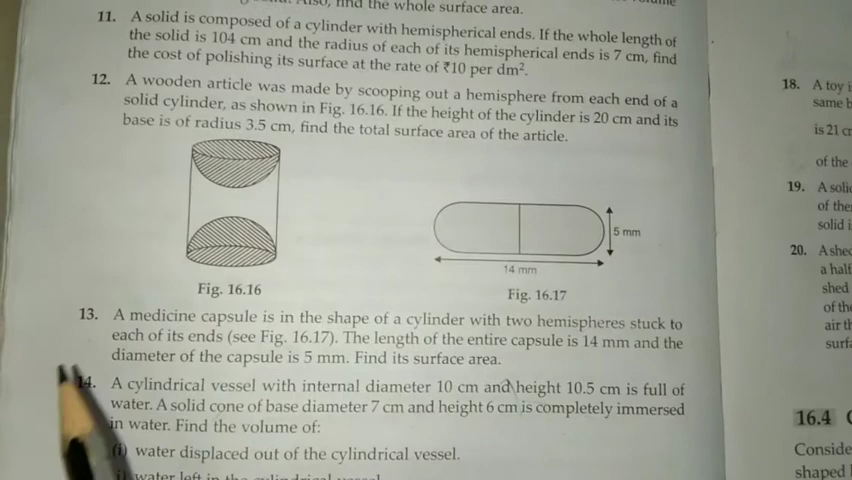 find the whole surface area.
11. A solid is composed of a cylinder with hemispherical ends. If the whole length of
the solid is 104 cm and the radius of each of its hemispherical ends is 7 cm, find
the cost of polishing its surface at the rate of ₹10 per dm².
12. A wooden article was made by scooping out a hemisphere from each end of a
solid cylinder, as shown in Fig. 16.16. If the height of the cylinder is 20 cm and its
base is of radius 3.5 cm, find the total surface area of the article.
5 mm
14 mm
Fig. 16.16
Fig. 16.17
13. A medicine capsule is in the shape of a cylinder with two hemispheres stuck to
each of its ends (see Fig. 16.17). The length of the entire capsule is 14 mm and the
diameter of the capsule is 5 mm. Find its surface area.
14. A cylindrical vessel with internal diameter 10 cm and height 10.5 cm is full of
water. A solid cone of base diameter 7 cm and height 6 cm is completely immersed
in water. Find the volume of:
(i) water displaced out of the cylindrical vessel.
water left in the cylindrical vessel.
18. A toy
same
is 21
of the
19. A
of
solid
20. A
a half
shed
of
air
16.4
shaped